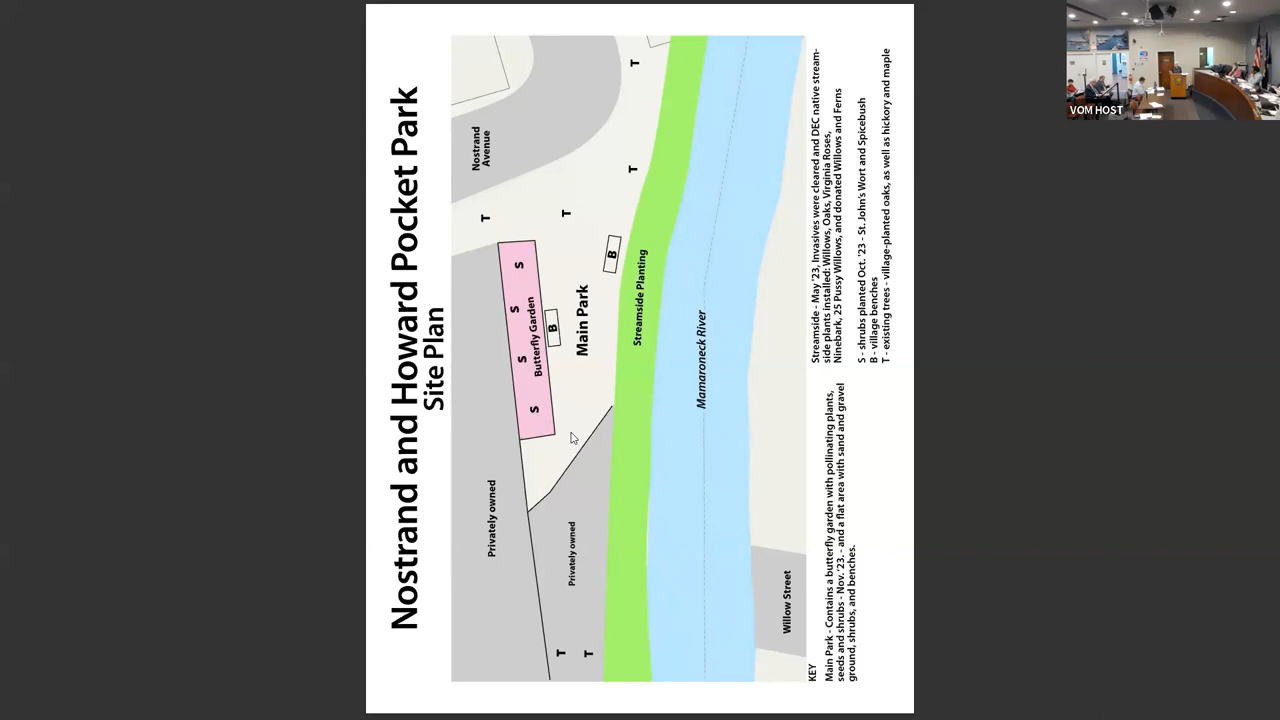 Nostrand and Howard Pocket Park
Site Plan
Nostrand
Avenue
T
T
T
T
S
S
S
S
Butterfly Garden
B
B
Main Park
Streamside Planting
Mamaroneck River
Privately owned
Privately owned
T
T
Willow Street
KEY
Main Park - Contains a butterfly garden with pollinating plants,
seeds and shrubs - Nov. '23. - and a flat area with sand and gravel
ground, shrubs, and benches.
Streamside - May '23, Invasives were cleared and DEC native stream-
side plants installed: Willows, Oaks, Virginia Roses,
Ninebark, 25 Pussy Willows, and donated Willows and Ferns
S - shrubs planted Oct. '23 - St. John's Wort and Spicebush
B - village benches
T - existing trees - village-planted oaks, as well as hickory and maple
VOM HOST